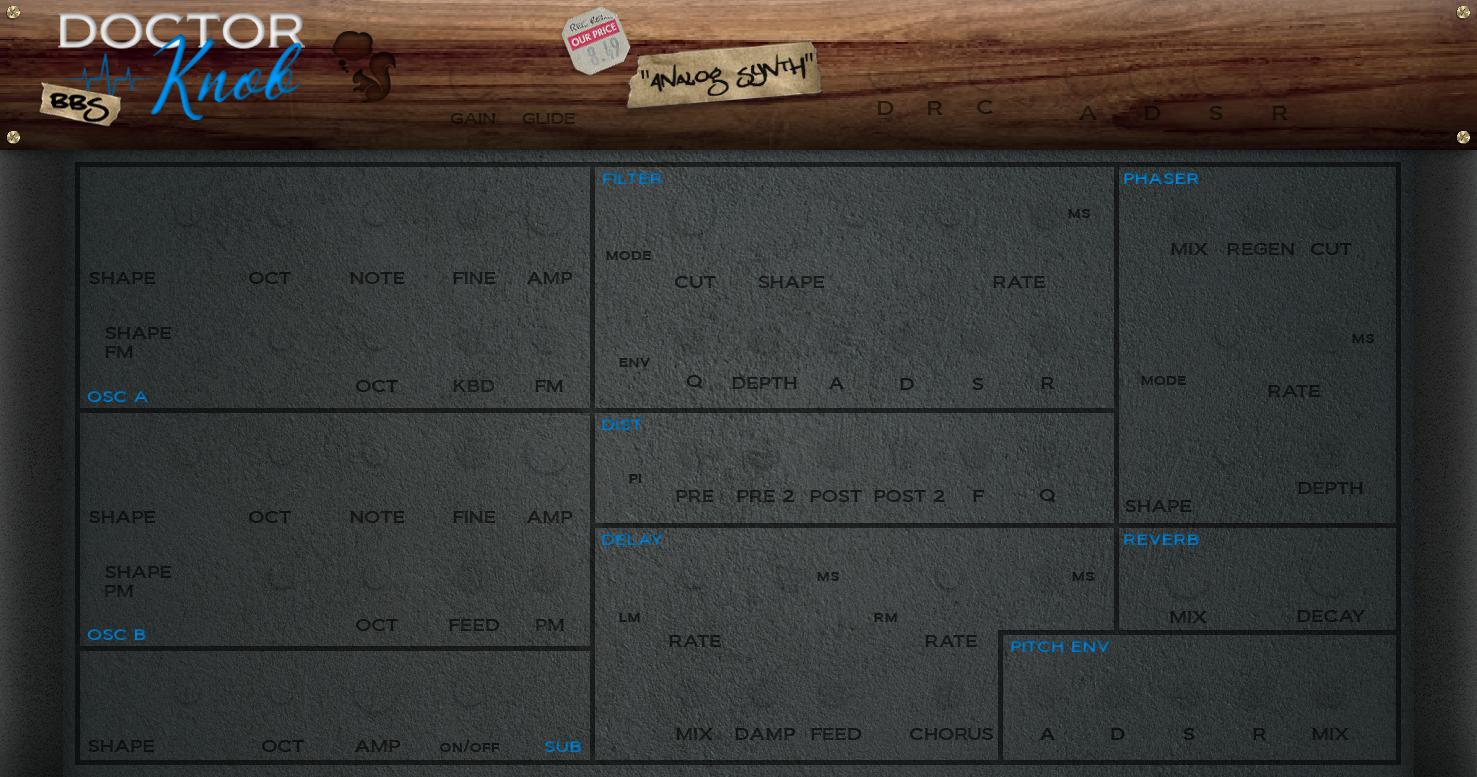 DOCTOR
Knob
BBS
OUR PRICE
8.49
"ANALOG SYNTH"
GAIN GLIDE
D R C
A D S R
SHAPE OCT NOTE FINE AMP
SHAPE
FM
OCT KBD FM
OSC A
SHAPE OCT NOTE FINE AMP
SHAPE
PM
OCT FEED PM
OSC B
SHAPE OCT AMP ON/OFF SUB
FILTER
MS
MODE
CUT SHAPE RATE
ENV
Q DEPTH A D S R
DIST
PI
PRE PRE 2 POST POST 2 F Q
DELAY
MS MS
LM RM
RATE RATE
MIX DAMP FEED CHORUS
PHASER
MIX REGEN CUT
MS
MODE
RATE
DEPTH
SHAPE
REVERB
MIX DECAY
PITCH ENV
A D S R MIX